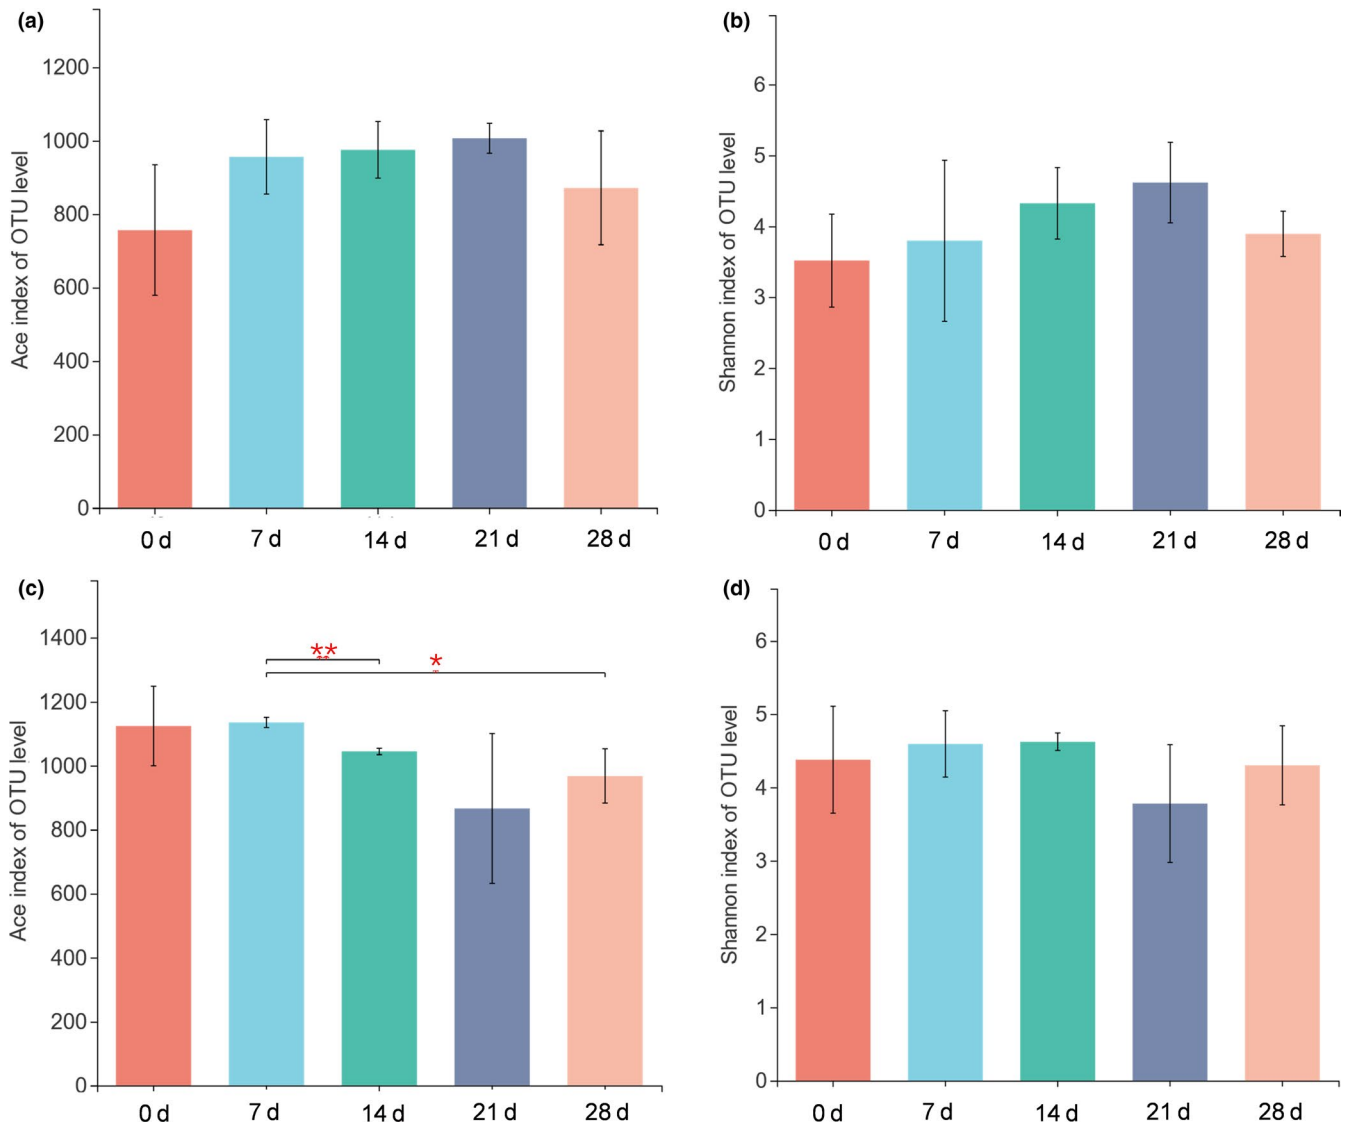 (a)
Ace index of OTU level
1200
1000
800
600
400
200
0
0 d 7 d 14 d 21 d 28 d
(b)
Shannon index of OTU level
6
5
4
3
2
1
0
0 d 7 d 14 d 21 d 28 d
(c)
Ace index of OTU level
1400
1200
1000
800
600
400
200
0
**
*
0 d 7 d 14 d 21 d 28 d
(d)
Shannon index of OTU level
6
5
4
3
2
1
0
0 d 7 d 14 d 21 d 28 d